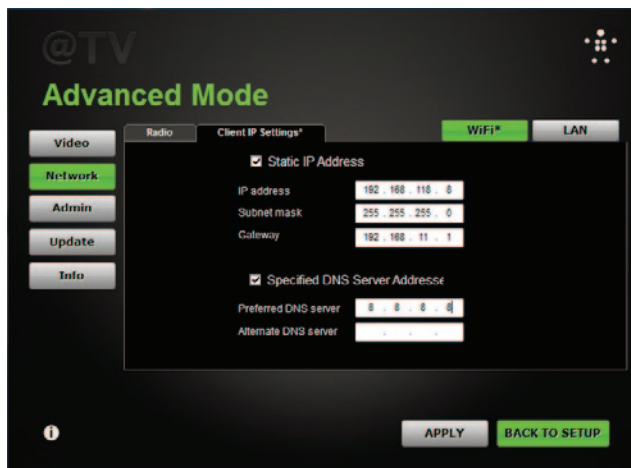 @TV
Advanced Mode
Video
Network
Admin
Update
Info
Radio
Client IP Settings*
WiFi*
LAN
Static IP Address
IP address 192 . 168 . 118 . 8
Subnet mask 255 . 255 . 255 . 0
Gateway 192 . 168 . 11 . 1
Specified DNS Server Addresse
Preferred DNS server 8 . 8 . 8 . 8
Alternate DNS server . . .
i
APPLY
BACK TO SETUP